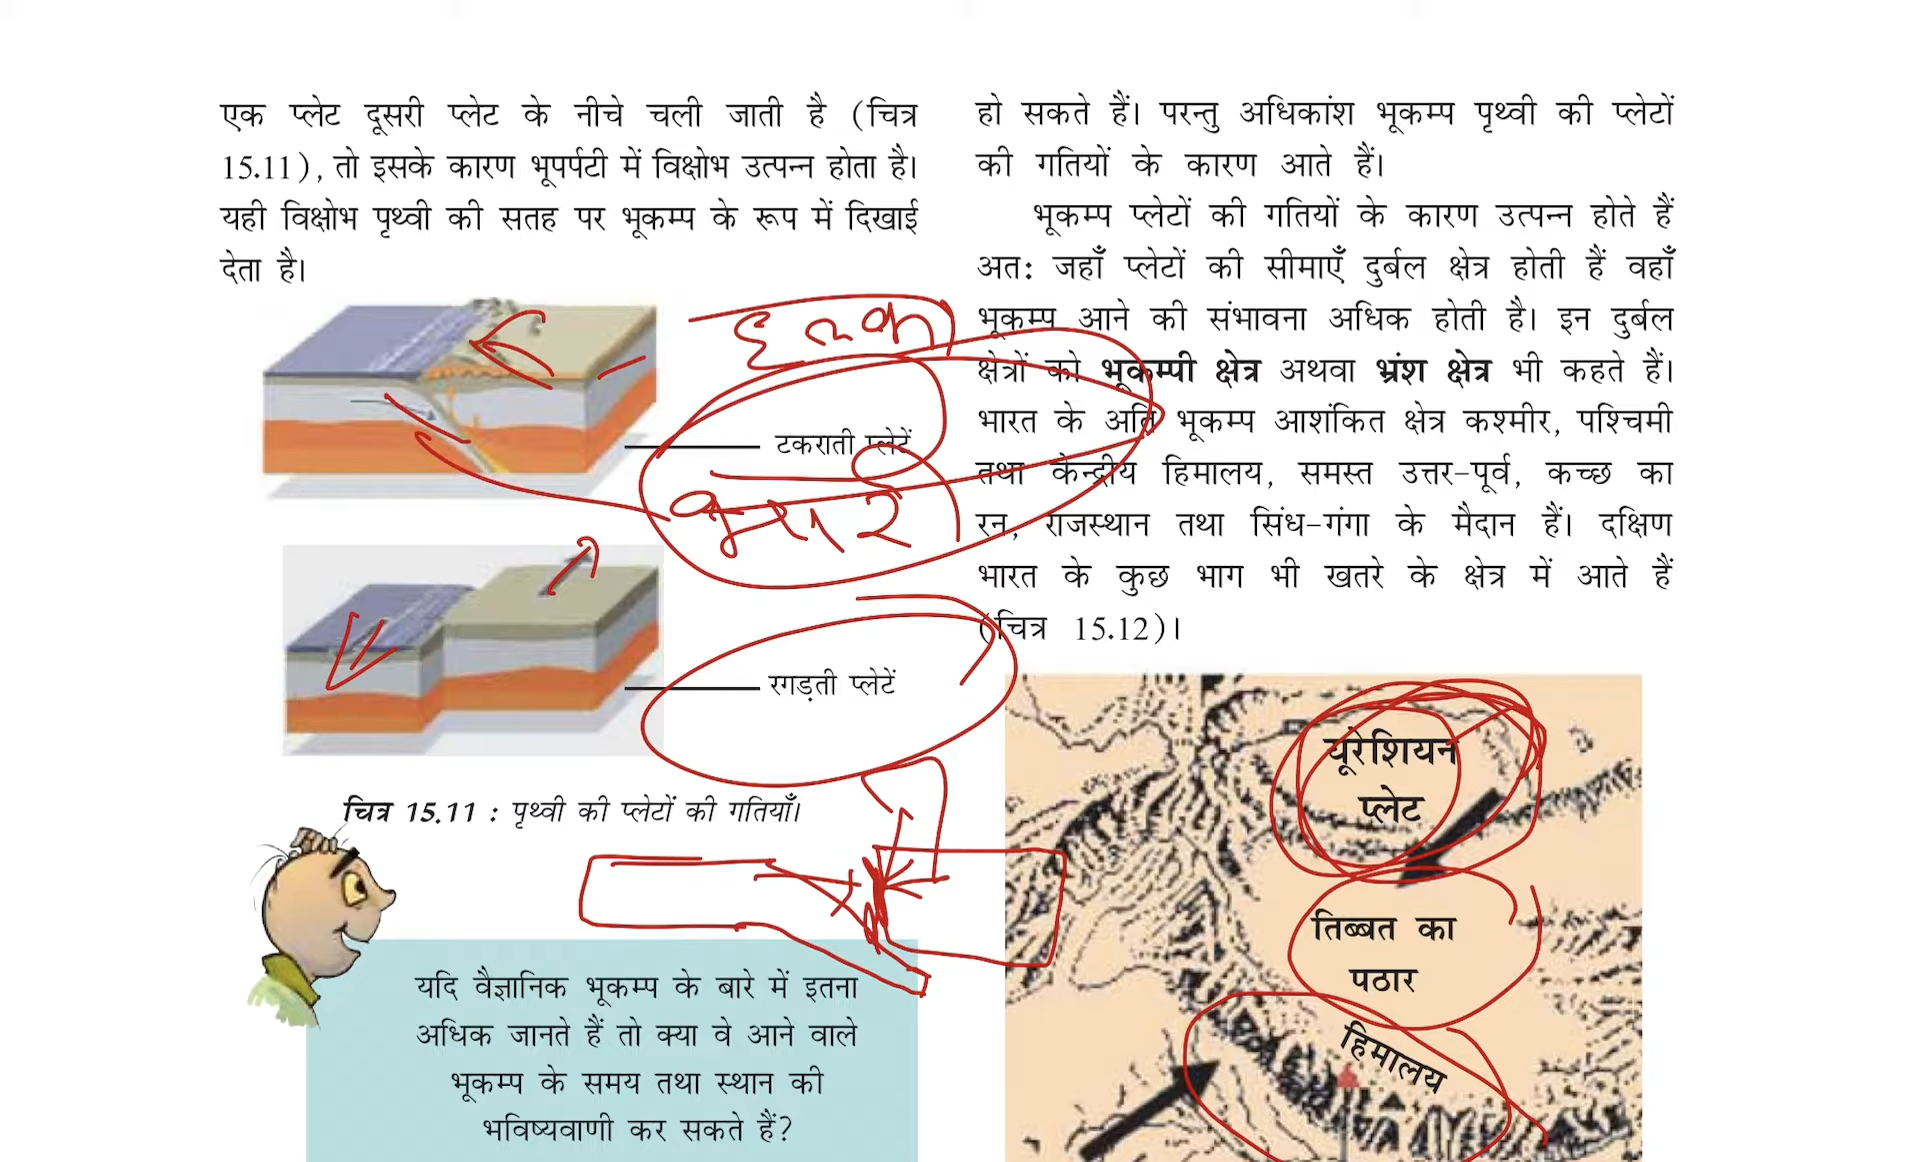 एक प्लेट दूसरी प्लेट के नीचे चली जाती है (चित्र
15.11), तो इसके कारण भूपर्पटी में विक्षोभ उत्पन्न होता है।
यही विक्षोभ पृथ्वी की सतह पर भूकम्प के रूप में दिखाई
देता है।
हल्का
टकराती प्लेटें
भारी
रगड़ती प्लेटें
चित्र 15.11 : पृथ्वी की प्लेटों की गतियाँ।
यदि वैज्ञानिक भूकम्प के बारे में इतना
अधिक जानते हैं तो क्या वे आने वाले
भूकम्प के समय तथा स्थान की
भविष्यवाणी कर सकते हैं?
हो सकते हैं। परन्तु अधिकांश भूकम्प पृथ्वी की प्लेटों
की गतियों के कारण आते हैं।
भूकम्प प्लेटों की गतियों के कारण उत्पन्न होते हैं
अतः जहाँ प्लेटों की सीमाएँ दुर्बल क्षेत्र होती हैं वहाँ
भूकम्प आने की संभावना अधिक होती है। इन दुर्बल
क्षेत्रों को भूकम्पी क्षेत्र अथवा भ्रंश क्षेत्र भी कहते हैं।
भारत के अति भूकम्प आशंकित क्षेत्र कश्मीर, पश्चिमी
तथा केन्द्रीय हिमालय, समस्त उत्तर-पूर्व, कच्छ का
रन, राजस्थान तथा सिंध-गंगा के मैदान हैं। दक्षिण
भारत के कुछ भाग भी खतरे के क्षेत्र में आते हैं
(चित्र 15.12)।
यूरेशियन
प्लेट
तिब्बत का
पठार
हिमालय